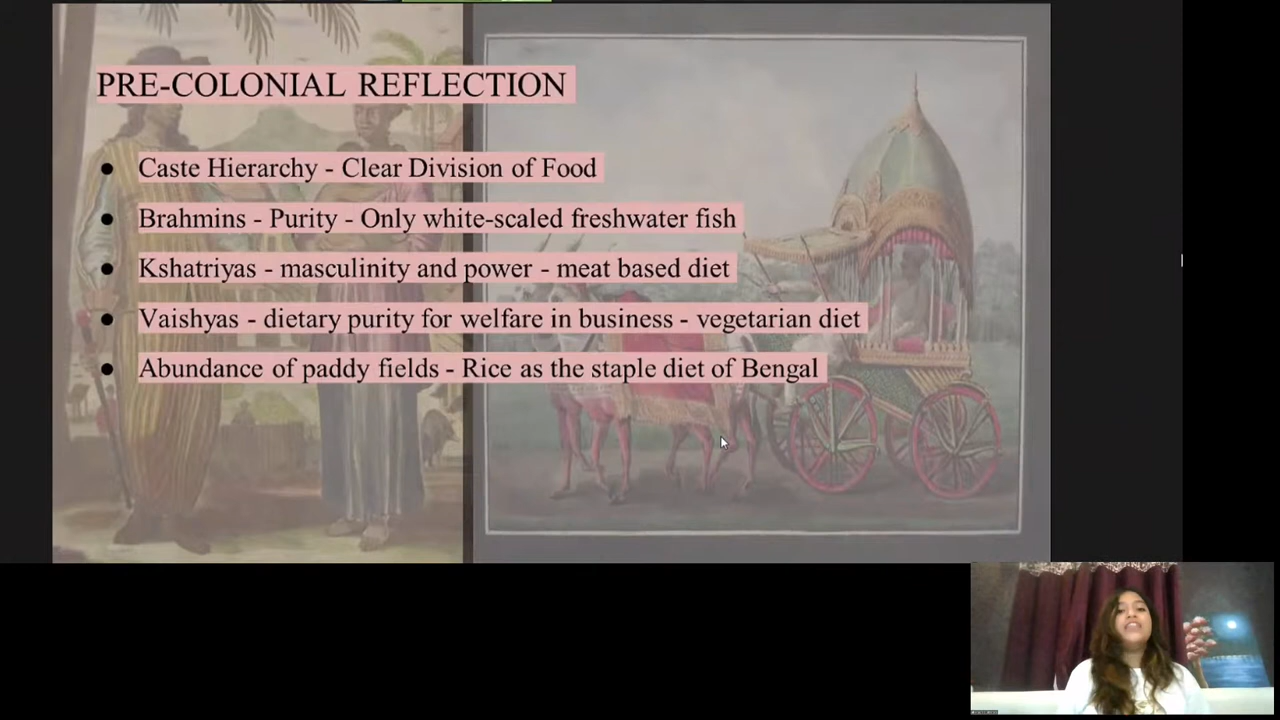 PRE-COLONIAL REFLECTION
● Caste Hierarchy - Clear Division of Food
● Brahmins - Purity - Only white-scaled freshwater fish
● Kshatriyas - masculinity and power - meat based diet
● Vaishyas - dietary purity for welfare in business - vegetarian diet
● Abundance of paddy fields - Rice as the staple diet of Bengal